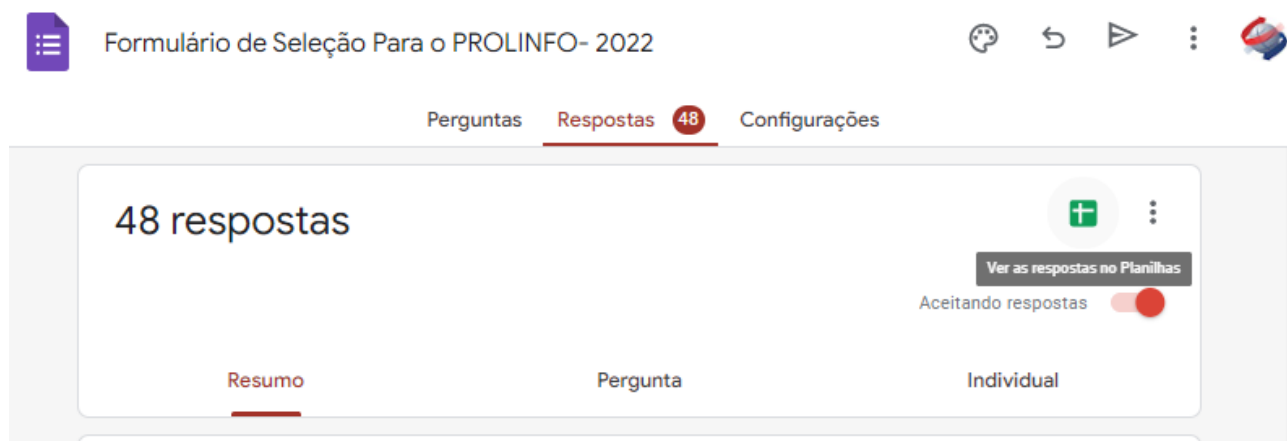 Formulário de Seleção Para o PROLINFO- 2022
Perguntas Respostas 48 Configurações
48 respostas
Ver as respostas no Planilhas
Aceitando respostas
Resumo Pergunta Individual